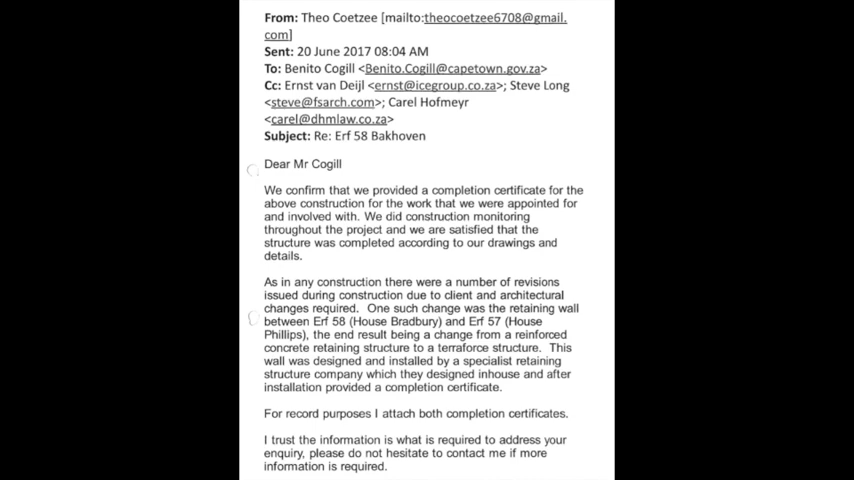 From: Theo Coetzee [mailto:theocoetzee6708@gmail.
com]
Sent: 20 June 2017 08:04 AM
To: Benito Cogill <Benito.Cogill@capetown.gov.za>
Cc: Ernst van Deijl <ernst@icegroup.co.za>; Steve Long
<steve@fsarch.com>; Carel Hofmeyr
<carel@dhmlaw.co.za>
Subject: Re: Erf 58 Bakhoven
Dear Mr Cogill
We confirm that we provided a completion certificate for the
above construction for the work that we were appointed for
and involved with. We did construction monitoring
throughout the project and we are satisfied that the
structure was completed according to our drawings and
details.
As in any construction there were a number of revisions
issued during construction due to client and architectural
changes required. One such change was the retaining wall
between Erf 58 (House Bradbury) and Erf 57 (House
Phillips), the end result being a change from a reinforced
concrete retaining structure to a terraforce structure. This
wall was designed and installed by a specialist retaining
structure company which they designed inhouse and after
installation provided a completion certificate.
For record purposes I attach both completion certificates.
I trust the information is what is required to address your
enquiry, please do not hesitate to contact me if more
information is required.